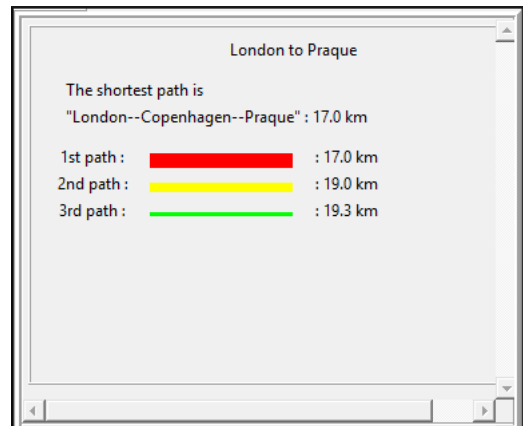 London to Praque
The shortest path is
"London--Copenhagen--Praque" : 17.0 km
1st path : : 17.0 km
2nd path : : 19.0 km
3rd path : : 19.3 km